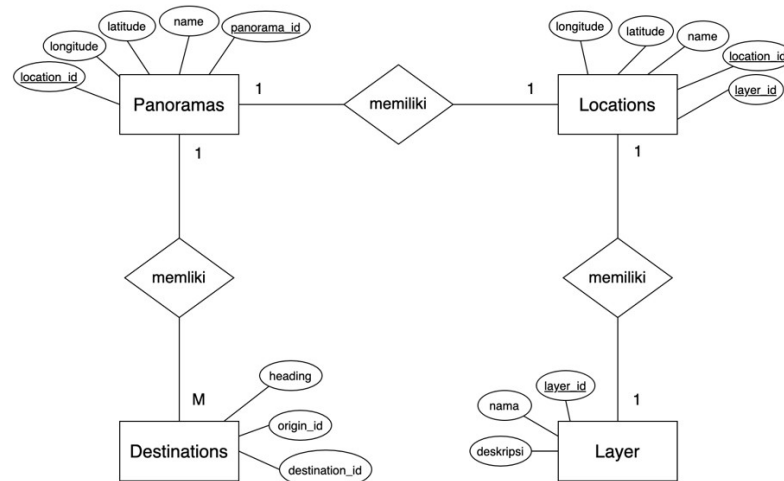 latitude
name
panorama_id
longitude
location_id
Panoramas
1
memiliki
1
longitude
latitude
name
location_id
layer_id
Locations
1
1
memliki
memiliki
M
heading
origin_id
destination_id
Destinations
layer_id
nama
deskripsi
1
Layer